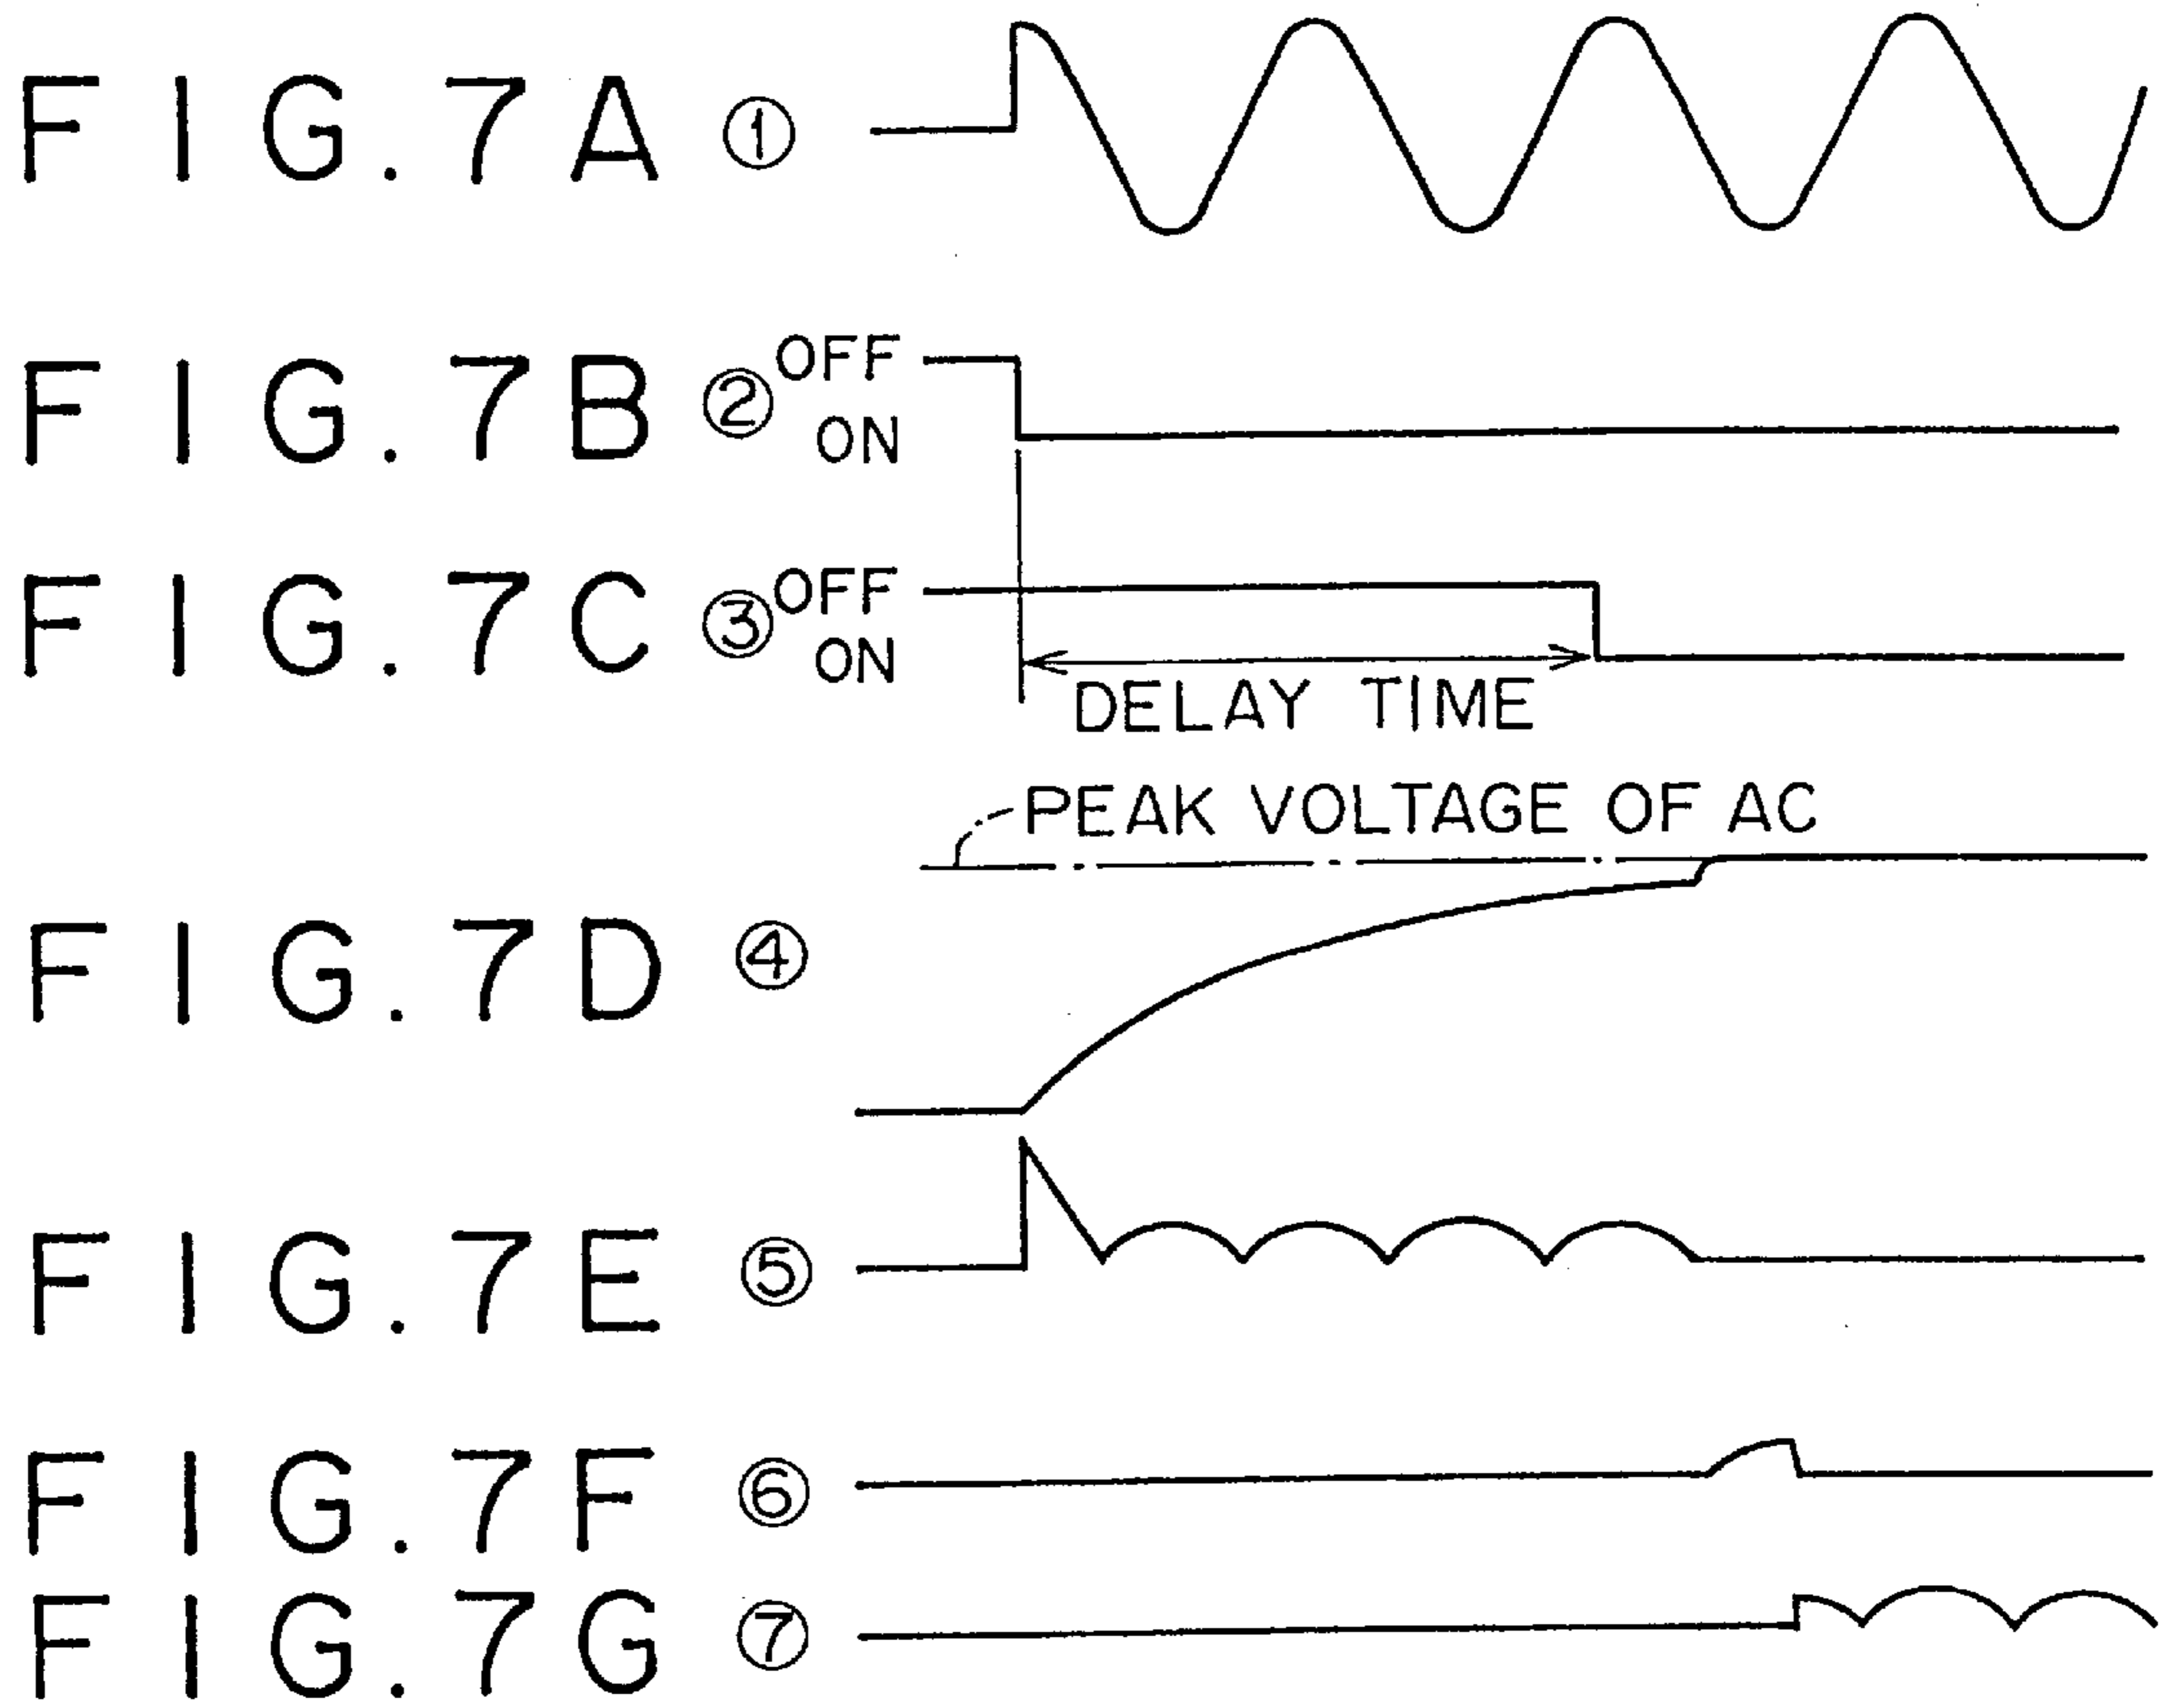 FIG.7A ①
FIG.7B ② OFF
ON
FIG.7C ③ OFF
ON
DELAY TIME
PEAK VOLTAGE OF AC
FIG.7D ④
FIG.7E ⑤
FIG.7F ⑥
FIG.7G ⑦